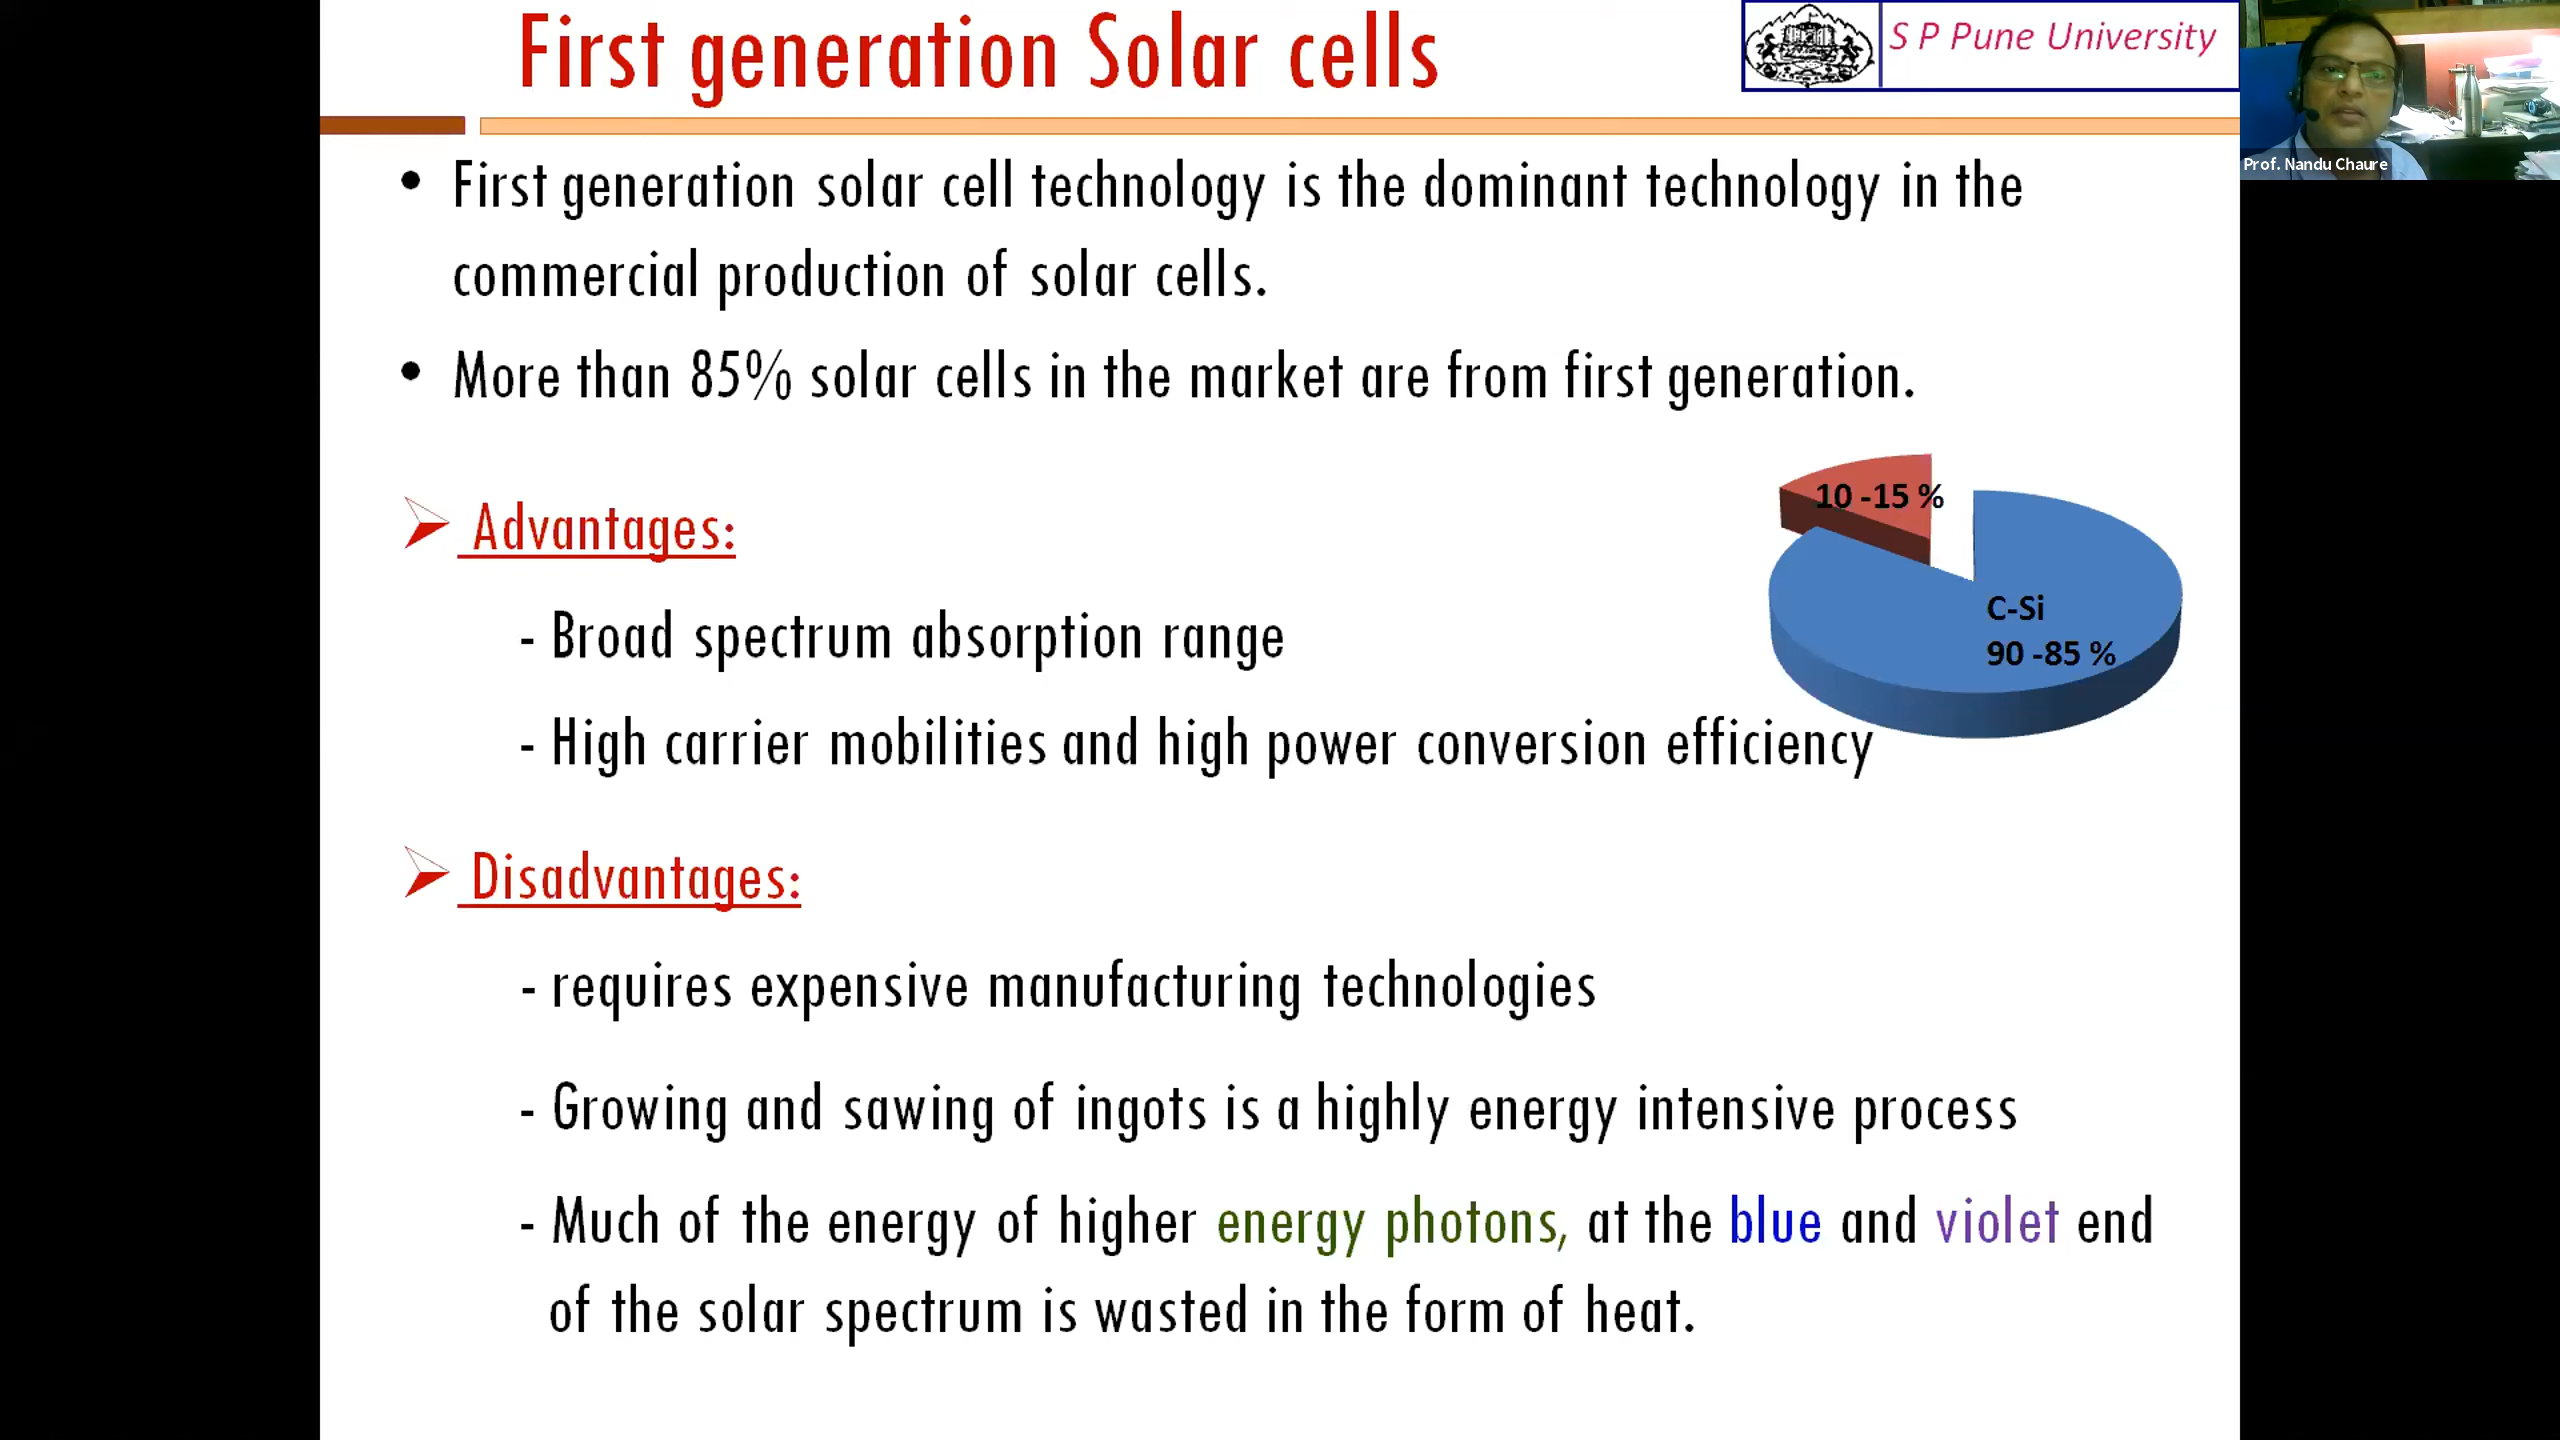 First generation Solar cells
S P Pune University
Prof. Nandu Chaure
• First generation solar cell technology is the dominant technology in the
commercial production of solar cells.
• More than 85% solar cells in the market are from first generation.
10 -15 %
C-Si
90 -85 %
Advantages:
- Broad spectrum absorption range
- High carrier mobilities and high power conversion efficiency
Disadvantages:
- requires expensive manufacturing technologies
- Growing and sawing of ingots is a highly energy intensive process
- Much of the energy of higher energy photons, at the blue and violet end
of the solar spectrum is wasted in the form of heat.